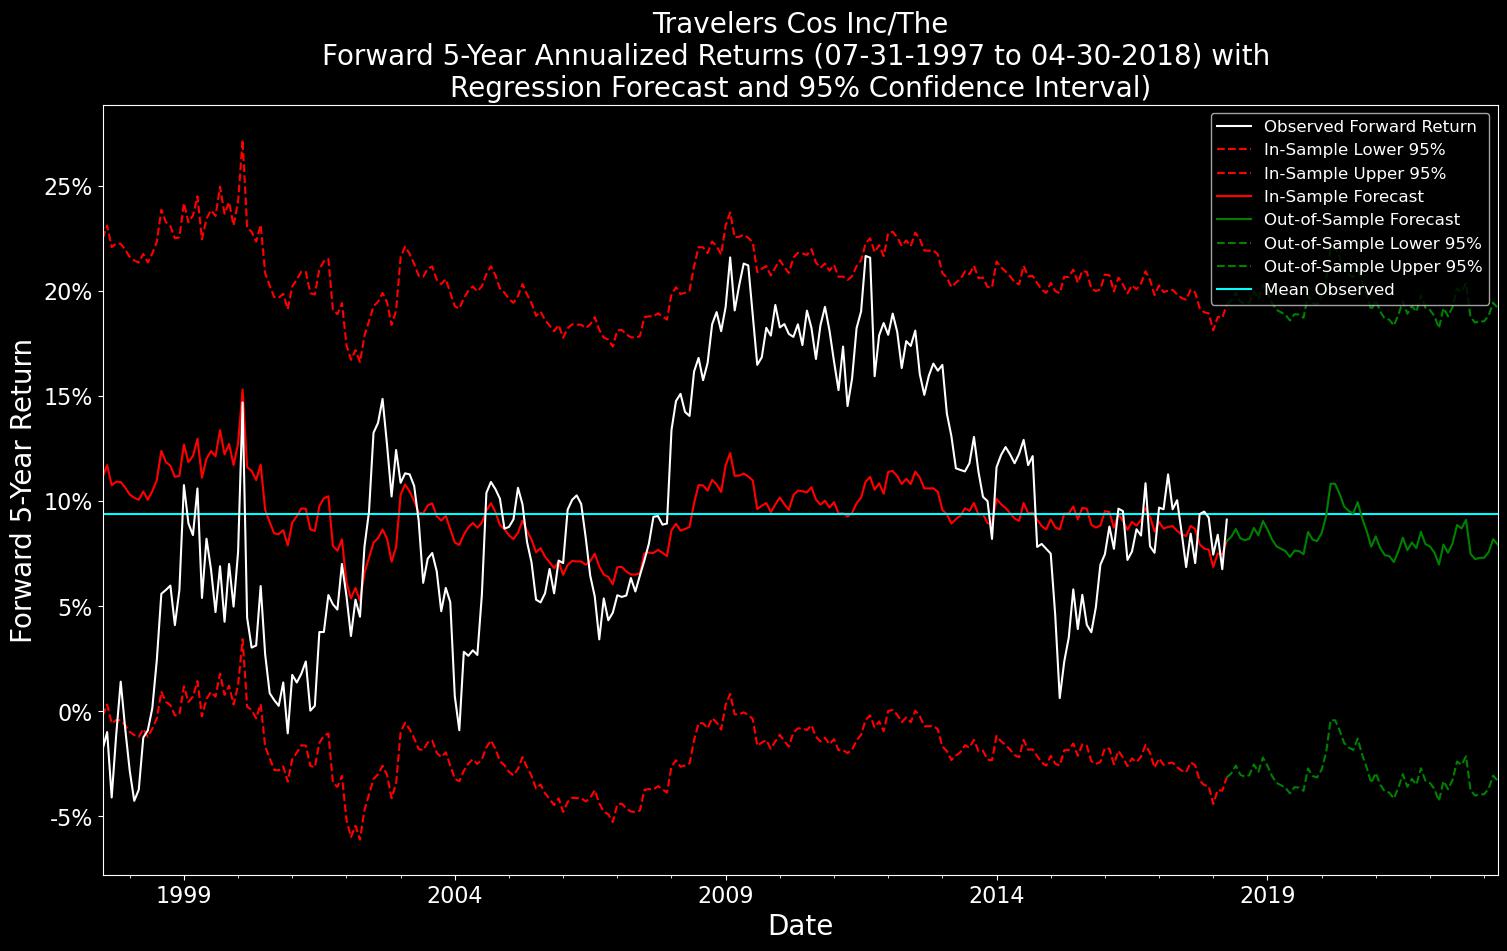 Travelers Cos Inc/The
Forward 5-Year Annualized Returns (07-31-1997 to 04-30-2018) with
Regression Forecast and 95% Confidence Interval)
Observed Forward Return
In-Sample Lower 95%
In-Sample Upper 95%
In-Sample Forecast
Out-of-Sample Forecast
Out-of-Sample Lower 95%
Out-of-Sample Upper 95%
Mean Observed
Forward 5-Year Return
25%
20%
15%
10%
5%
0%
-5%
1999
2004
2009
2014
2019
Date